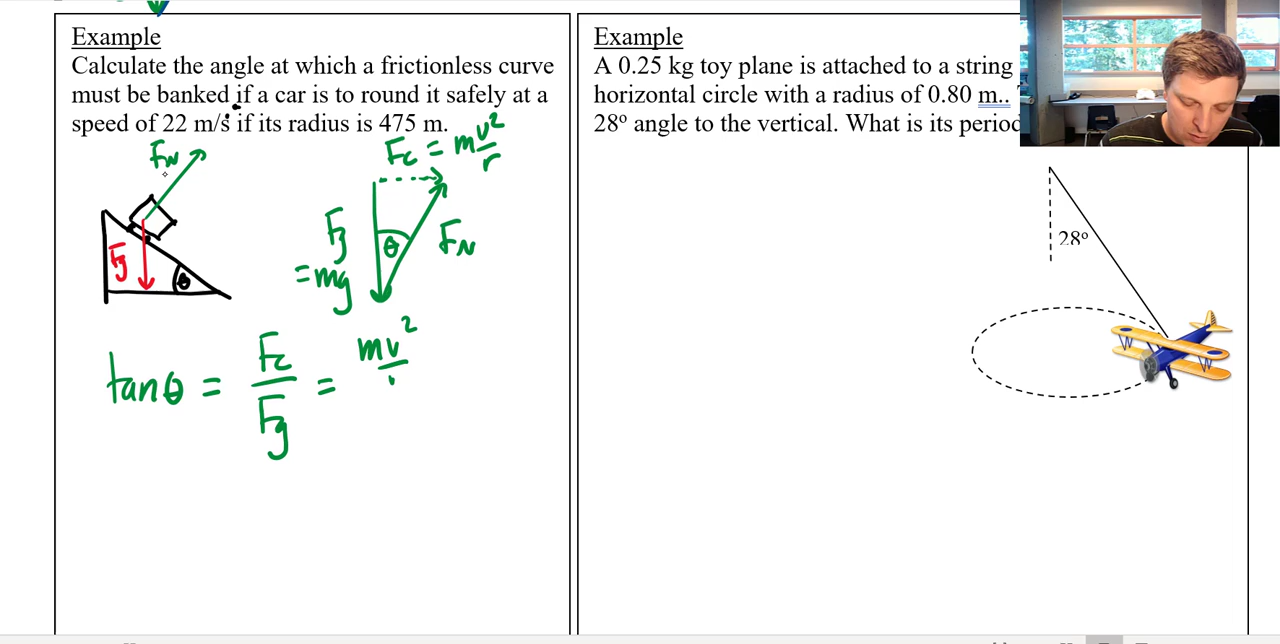 Example
Calculate the angle at which a frictionless curve
must be banked if a car is to round it safely at a
speed of 22 m/s if its radius is 475 m.
FN
Fg
θ
Fc = mv²/r
Fg
= mg
θ
FN
tanθ = Fc/Fg = mv²
Example
A 0.25 kg toy plane is attached to a string
horizontal circle with a radius of 0.80 m..
28º angle to the vertical. What is its period
28º